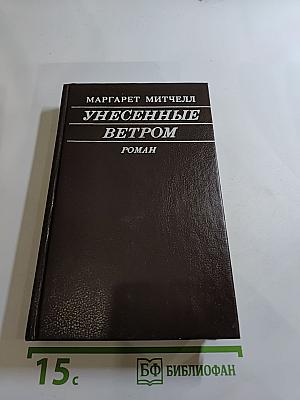 МАРГАРЕТ МИТЧЕЛЛ
УНЕСЕННЫЕ
ВЕТРОМ
РОМАН
15с
БФ БИБЛИОФАН